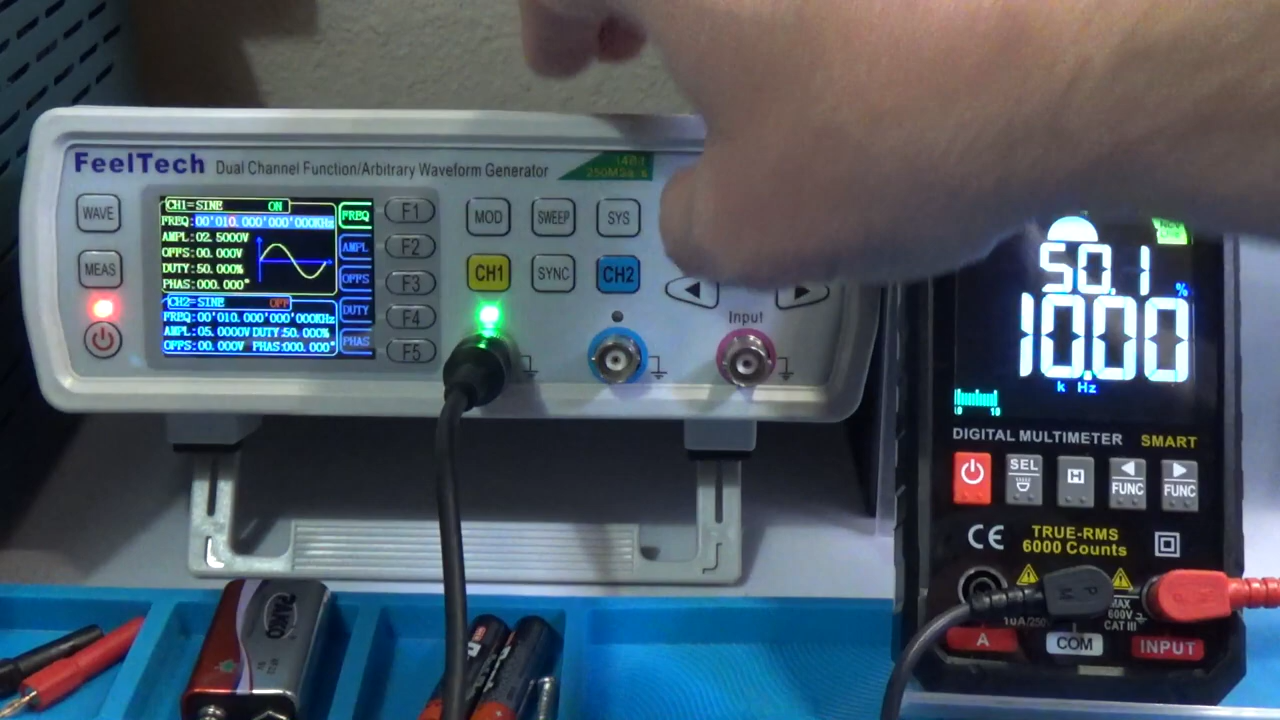 FeelTech Dual Channel Function/Arbitrary Waveform Generator
250MSa/s
WAVE
MEAS
CH1=SINE ON
FREQ:00'010.000'000'000KHz
AMPL:02.5000V
OFFS:00.000V
DUTY:50.000%
PHAS:000.000°
CH2=SINE OFF
FREQ:00'010.000'000'000KHz
AMPL:05.0000V DUTY:50.000%
OFFS:00.000V PHAS:000.000°
FREQ
AMPL
OFFS
DUTY
PHAS
F1
F2
F3
F4
F5
MOD SWEEP SYS
CH1 SYNC CH2
Input
50.1 %
10.00
k Hz
DIGITAL MULTIMETER SMART
SEL
H
FUNC
FUNC
CE TRUE-RMS
6000 Counts
MAX
600V
CAT III
10A/250
A COM INPUT